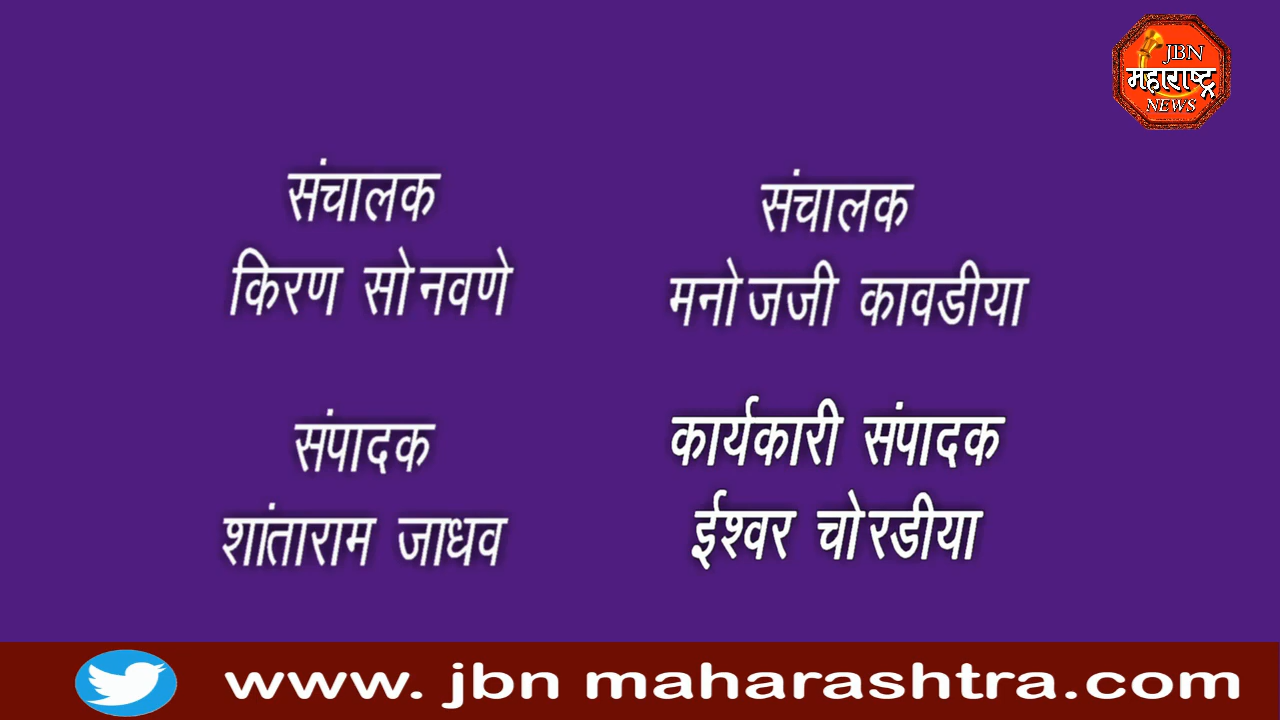 JBN
महाराष्ट्र
NEWS
संचालक
किरण सोनवणे
संचालक
मनोजजी कावडीया
संपादक
शांताराम जाधव
कार्यकारी संपादक
ईश्वर चोरडीया
www. jbn maharashtra.com